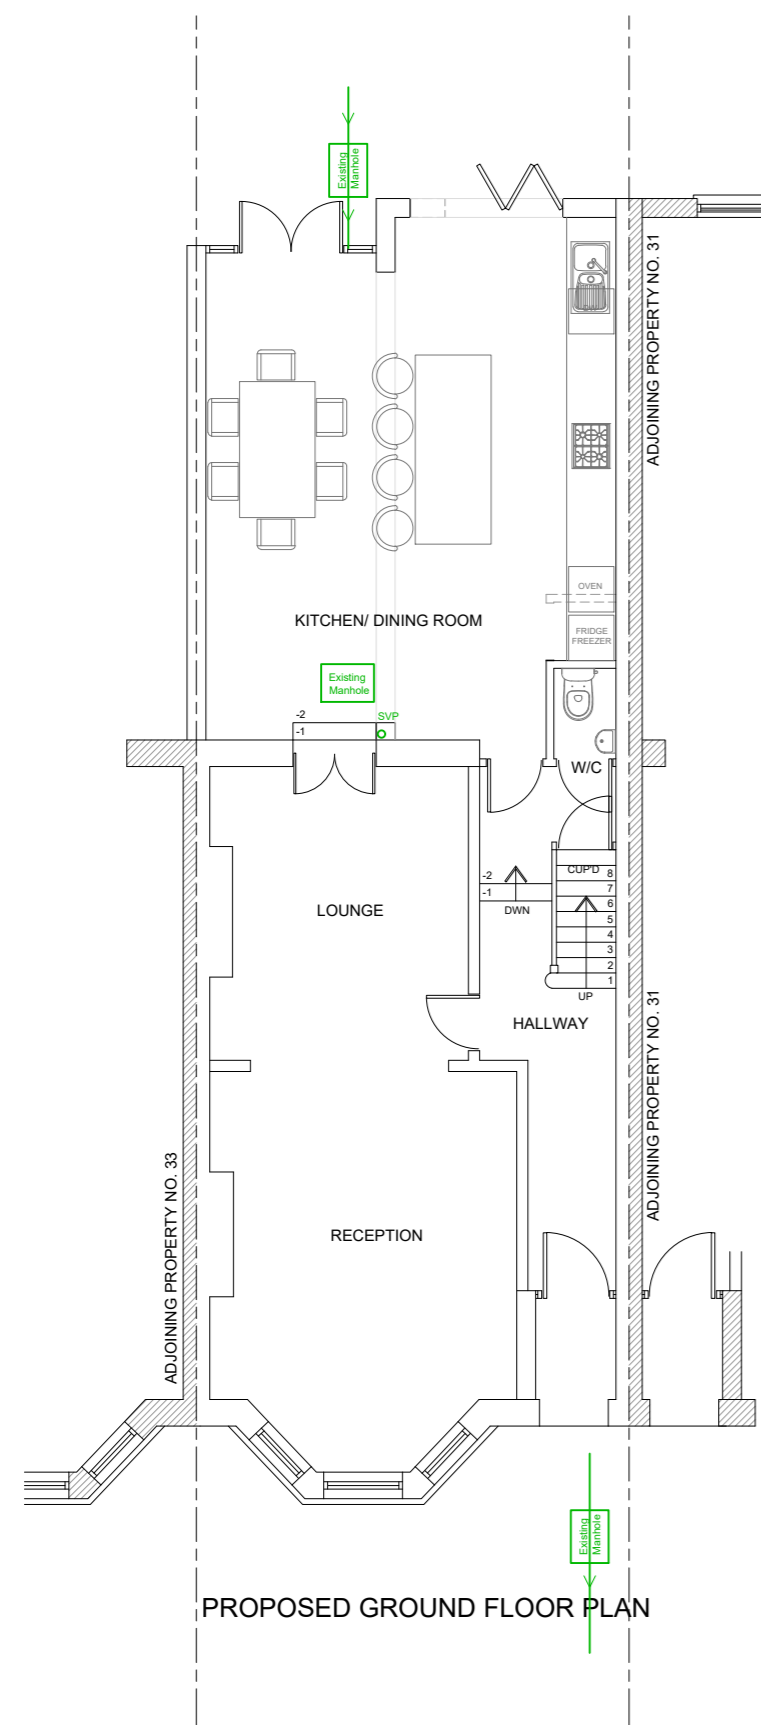 Existing
Manhole
ADJOINING PROPERTY NO. 31
OVEN
FRIDGE
FREEZER
KITCHEN/ DINING ROOM
Existing
Manhole
-2
-1
SVP
W/C
CUP'D
8
7
6
5
4
3
2
1
UP
-2
-1
DWN
LOUNGE
HALLWAY
ADJOINING PROPERTY NO. 31
ADJOINING PROPERTY NO. 33
RECEPTION
Existing
Manhole
PROPOSED GROUND FLOOR PLAN